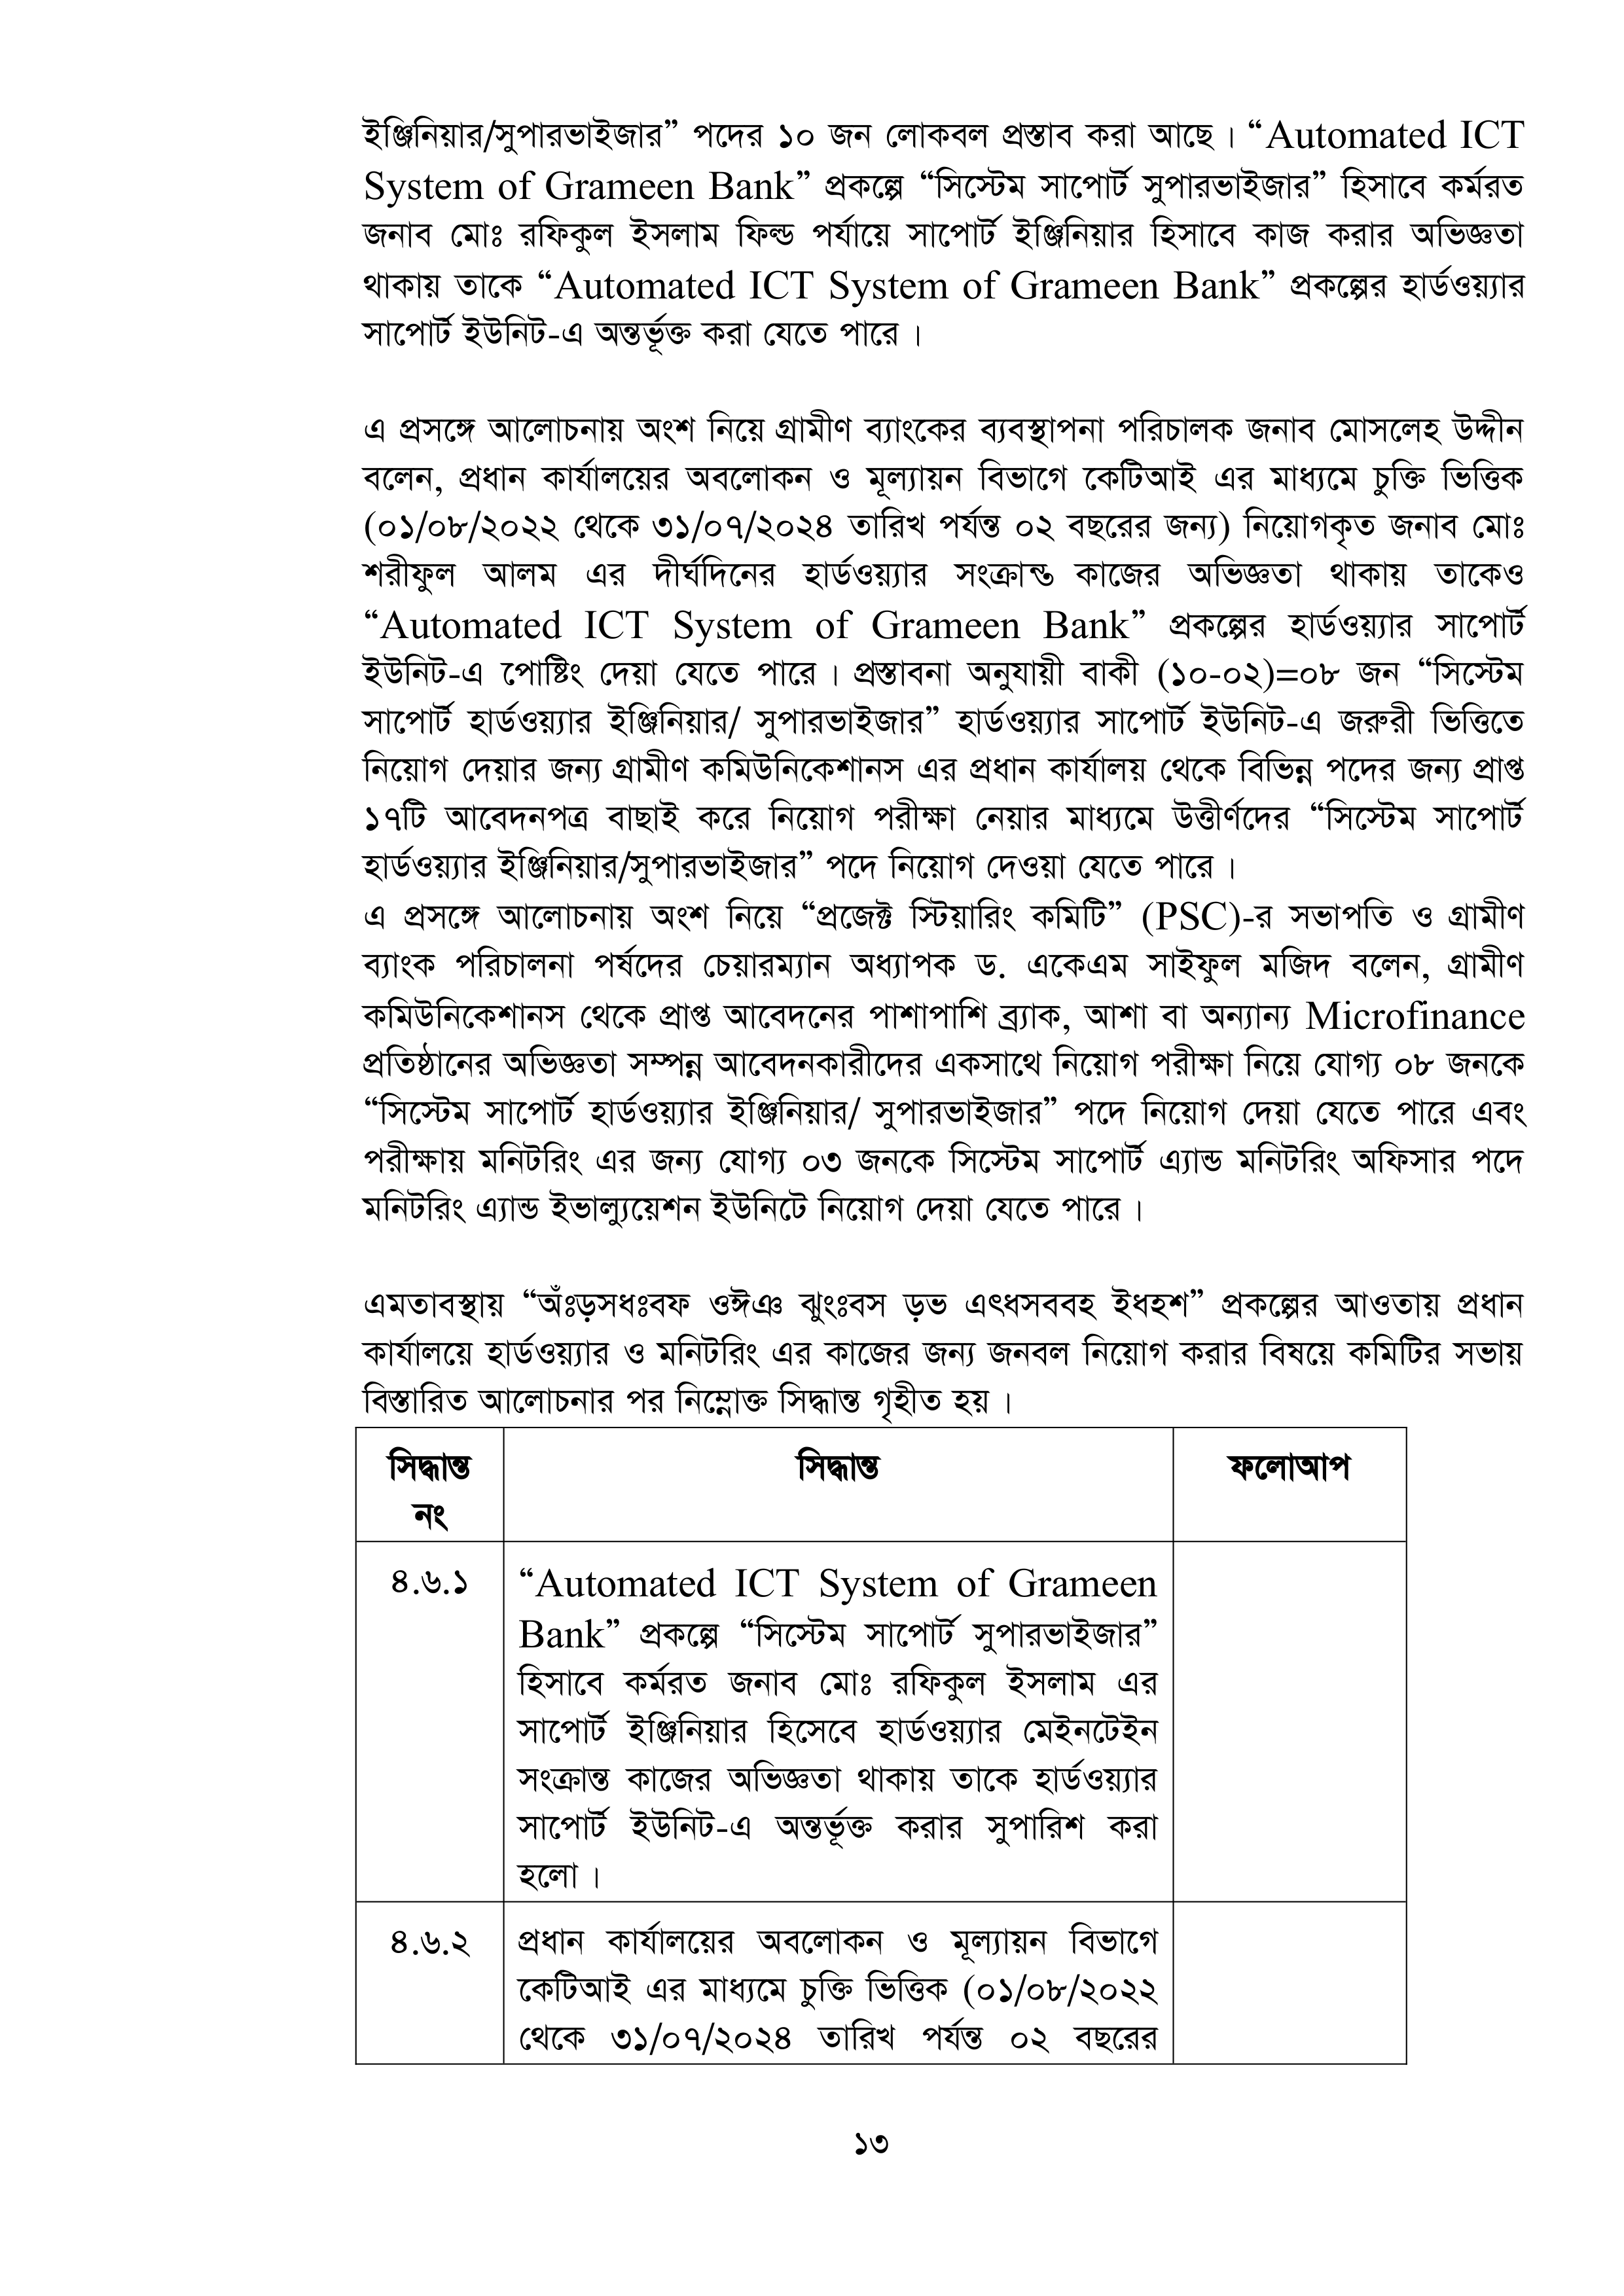 ইঞ্জিনিয়ার/সুপারভাইজার” পদের ১০ জন লোকবল প্রস্তাব করা আছে। “Automated ICT
System of Grameen Bank” প্রকল্পে “সিস্টেম সাপোর্ট সুপারভাইজার” হিসাবে কর্মরত
জনাব মোঃ রফিকুল ইসলাম ফিল্ড পর্যায়ে সাপোর্ট ইঞ্জিনিয়ার হিসাবে কাজ করার অভিজ্ঞতা
থাকায় তাকে “Automated ICT System of Grameen Bank” প্রকল্পের হার্ডওয়্যার
সাপোর্ট ইউনিট-এ অন্তর্ভূক্ত করা যেতে পারে।
এ প্রসঙ্গে আলোচনায় অংশ নিয়ে গ্রামীণ ব্যাংকের ব্যবস্থাপনা পরিচালক জনাব মোসলেহ উদ্দীন
বলেন, প্রধান কার্যালয়ের অবলোকন ও মূল্যায়ন বিভাগে কেটিআই এর মাধ্যমে চুক্তি ভিত্তিক
(০১/০৮/২০২২ থেকে ৩১/০৭/২০২৪ তারিখ পর্যন্ত ০২ বছরের জন্য) নিয়োগকৃত জনাব মোঃ
শরীফুল আলম এর দীর্ঘদিনের হার্ডওয়্যার সংক্রান্ত কাজের অভিজ্ঞতা থাকায় তাকেও
“Automated ICT System of Grameen Bank” প্রকল্পের হার্ডওয়্যার সাপোর্ট
ইউনিট-এ পোষ্টিং দেয়া যেতে পারে। প্রস্তাবনা অনুযায়ী বাকী (১০-০২)=০৮ জন “সিস্টেম
সাপোর্ট হার্ডওয়্যার ইঞ্জিনিয়ার/ সুপারভাইজার” হার্ডওয়্যার সাপোর্ট ইউনিট-এ জরুরী ভিত্তিতে
নিয়োগ দেয়ার জন্য গ্রামীণ কমিউনিকেশানস এর প্রধান কার্যালয় থেকে বিভিন্ন পদের জন্য প্রাপ্ত
১৭টি আবেদনপত্র বাছাই করে নিয়োগ পরীক্ষা নেয়ার মাধ্যমে উত্তীর্ণদের “সিস্টেম সাপোর্ট
হার্ডওয়্যার ইঞ্জিনিয়ার/সুপারভাইজার” পদে নিয়োগ দেওয়া যেতে পারে।
এ প্রসঙ্গে আলোচনায় অংশ নিয়ে “প্রজেক্ট স্টিয়ারিং কমিটি” (PSC)-র সভাপতি ও গ্রামীণ
ব্যাংক পরিচালনা পর্ষদের চেয়ারম্যান অধ্যাপক ড. একেএম সাইফুল মজিদ বলেন, গ্রামীণ
কমিউনিকেশানস থেকে প্রাপ্ত আবেদনের পাশাপাশি ব্র্যাক, আশা বা অন্যান্য Microfinance
প্রতিষ্ঠানের অভিজ্ঞতা সম্পন্ন আবেদনকারীদের একসাথে নিয়োগ পরীক্ষা নিয়ে যোগ্য ০৮ জনকে
“সিস্টেম সাপোর্ট হার্ডওয়্যার ইঞ্জিনিয়ার/ সুপারভাইজার” পদে নিয়োগ দেয়া যেতে পারে এবং
পরীক্ষায় মনিটরিং এর জন্য যোগ্য ০৩ জনকে সিস্টেম সাপোর্ট এ্যান্ড মনিটরিং অফিসার পদে
মনিটরিং এ্যান্ড ইভাল্যুয়েশন ইউনিটে নিয়োগ দেয়া যেতে পারে।
এমতাবস্থায় “অঁঃড়সধঃবফ ওঈঞ ঝুংঃবস ড়ভ এৎধসববহ ইধহশ” প্রকল্পের আওতায় প্রধান
কার্যালয়ে হার্ডওয়্যার ও মনিটরিং এর কাজের জন্য জনবল নিয়োগ করার বিষয়ে কমিটির সভায়
বিস্তারিত আলোচনার পর নিম্নোক্ত সিদ্ধান্ত গৃহীত হয়।
সিদ্ধান্ত
নং
সিদ্ধান্ত
ফলোআপ
৪.৬.১
“Automated ICT System of Grameen
Bank” প্রকল্পে “সিস্টেম সাপোর্ট সুপারভাইজার”
হিসাবে কর্মরত জনাব মোঃ রফিকুল ইসলাম এর
সাপোর্ট ইঞ্জিনিয়ার হিসেবে হার্ডওয়্যার মেইনটেইন
সংক্রান্ত কাজের অভিজ্ঞতা থাকায় তাকে হার্ডওয়্যার
সাপোর্ট ইউনিট-এ অন্তর্ভূক্ত করার সুপারিশ করা
হলো।
৪.৬.২
প্রধান কার্যালয়ের অবলোকন ও মূল্যায়ন বিভাগে
কেটিআই এর মাধ্যমে চুক্তি ভিত্তিক (০১/০৮/২০২২
থেকে ৩১/০৭/২০২৪ তারিখ পর্যন্ত ০২ বছরের
১৩